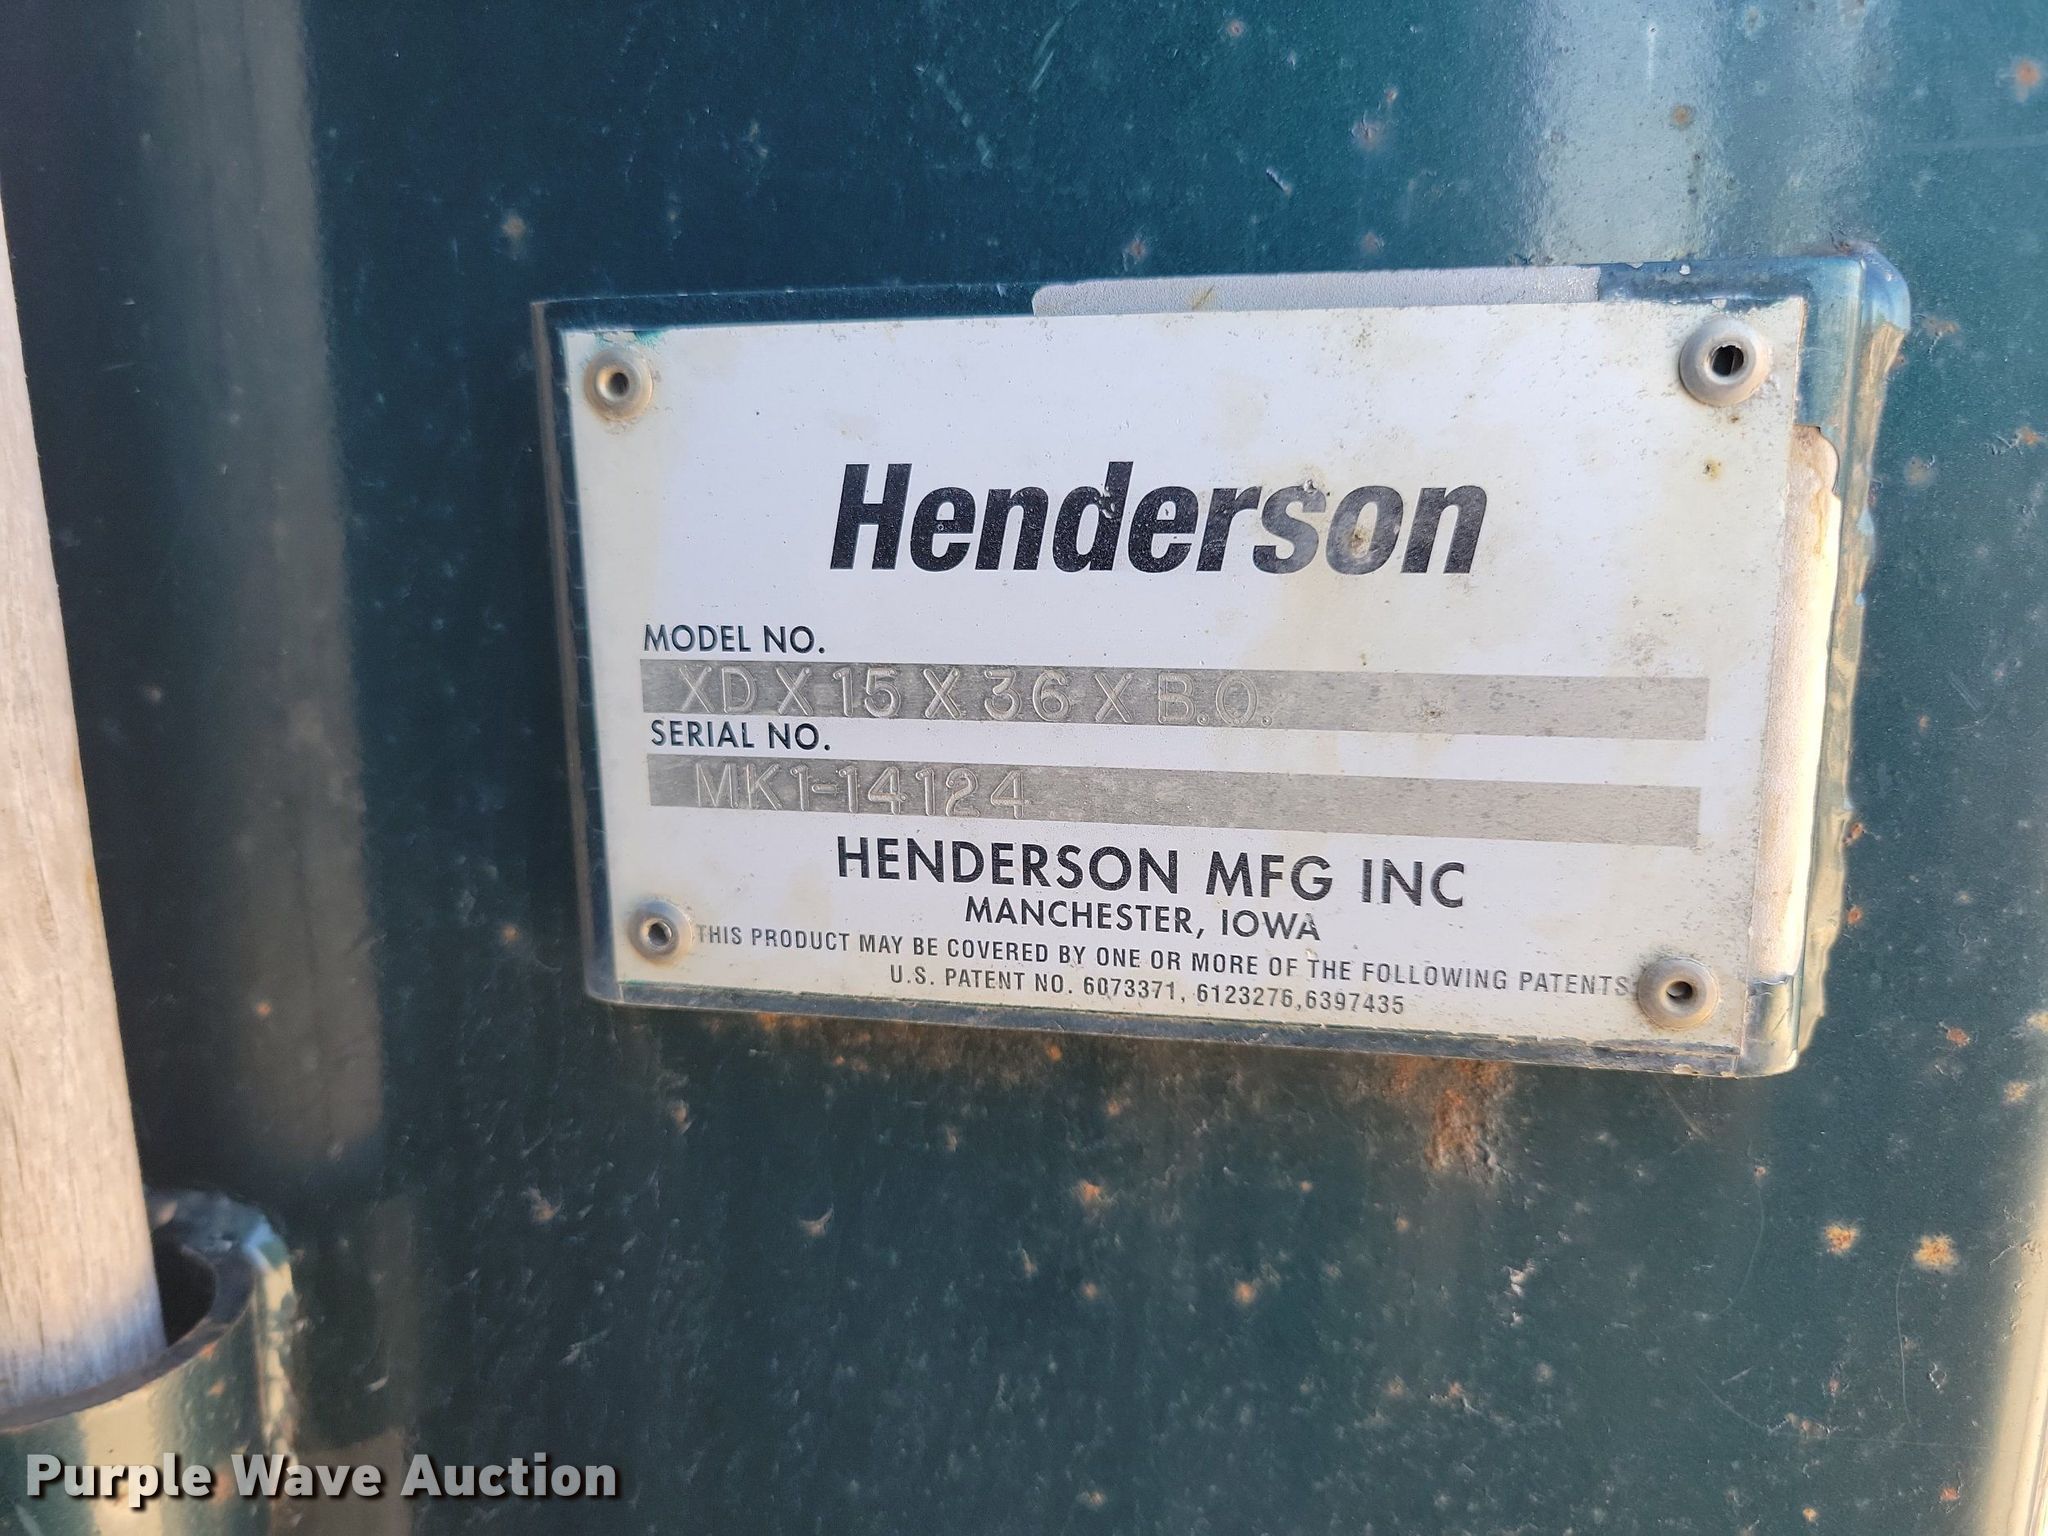 Henderson
MODEL NO.
XD X 15 X 36 X B.O.
SERIAL NO.
MK1-14124
HENDERSON MFG INC
MANCHESTER, IOWA
THIS PRODUCT MAY BE COVERED BY ONE OR MORE OF THE FOLLOWING PATENTS:
U.S. PATENT NO. 6073371, 6123276,6397435
Purple Wave Auction